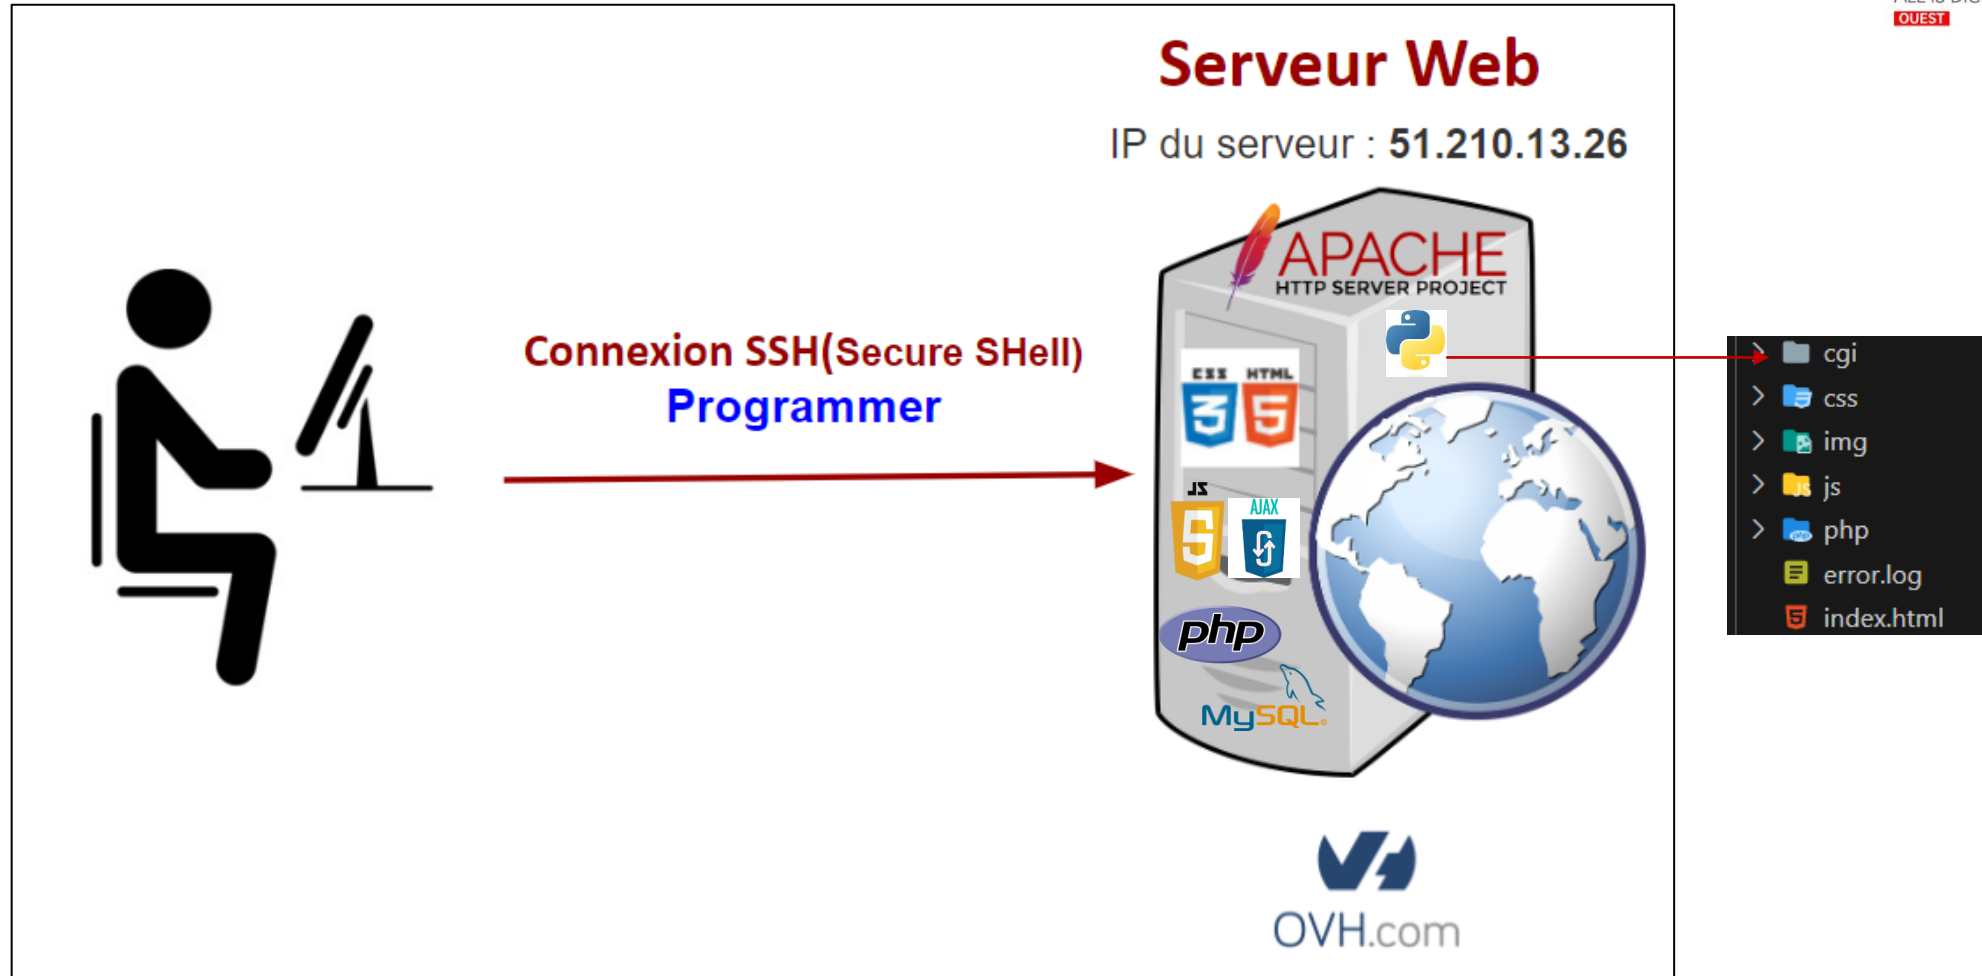 OUEST
Serveur Web
IP du serveur : 51.210.13.26
APACHE
HTTP SERVER PROJECT
Connexion SSH(Secure SHell)
Programmer
CSS HTML
3 5
JS
AJAX
php
MySQL
OVH.com
cgi
css
img
js
php
error.log
index.html